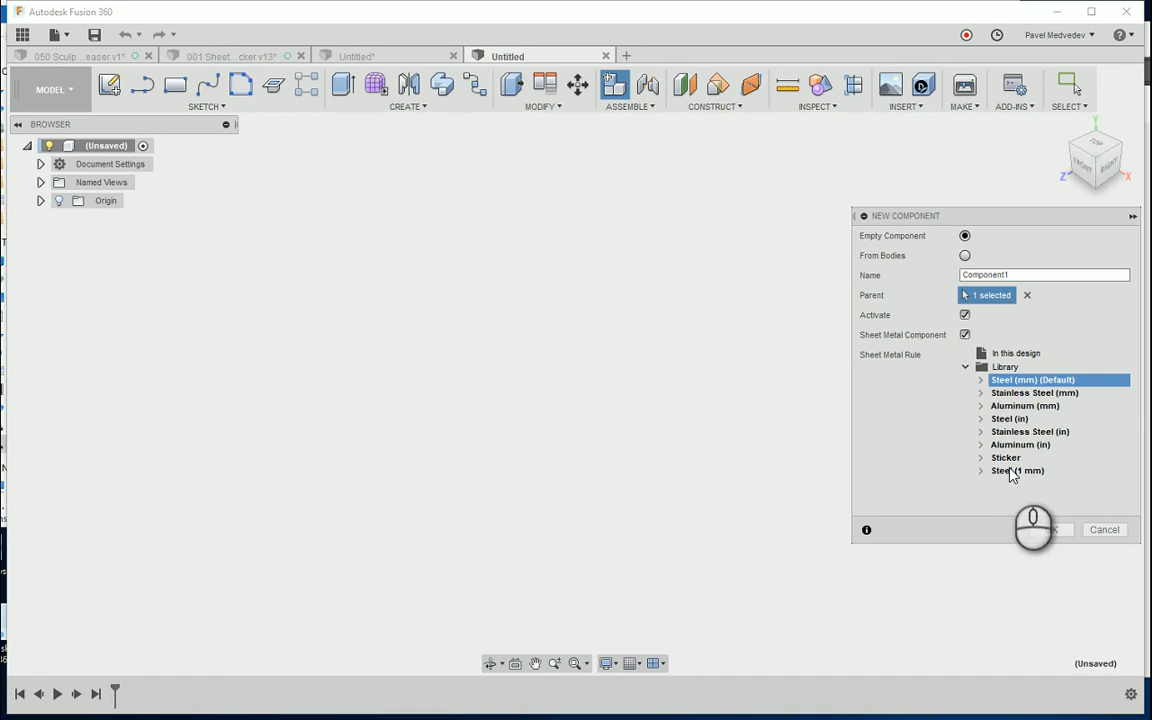 Autodesk Fusion 360
Pavel Medvedev
050 Sculp...easer v1*
001 Sheet...cker v13*
Untitled*
Untitled
MODEL
SKETCH
CREATE
MODIFY
ASSEMBLE
CONSTRUCT
INSPECT
INSERT
MAKE
ADD-INS
SELECT
BROWSER
(Unsaved)
Document Settings
Named Views
Origin
Y
TOP
FRONT
RIGHT
Z
X
NEW COMPONENT
Empty Component
From Bodies
Name Component1
Parent 1 selected
Activate
Sheet Metal Component
Sheet Metal Rule
In this design
Library
Steel (mm) (Default)
Stainless Steel (mm)
Aluminum (mm)
Steel (in)
Stainless Steel (in)
Aluminum (in)
Sticker
Steel (1 mm)
Cancel
(Unsaved)